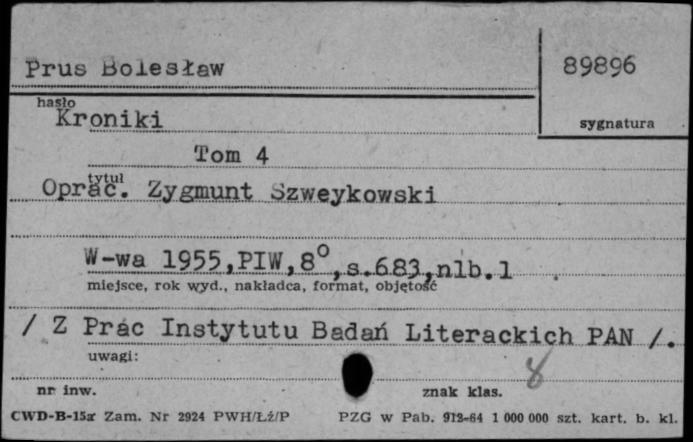 Prus Bolesław
89896
hasło
sygnatura
Kroniki
Tom 4
tytuł
Oprac. Zygmunt Szweykowski
W-wa 1955,PIW,8°,s.683,nlb.1
miejsce, rok wyd., nakładca, format, objętość
/ Z Prac Instytutu Badań Literackich PAN /.
uwagi:
8
nr inw.
znak klas.
CWD-B-15x Zam. Nr 2924 PWH/Łż/P
PZG w Pab. 912-64 1 000 000 szt. kart. b. kl.